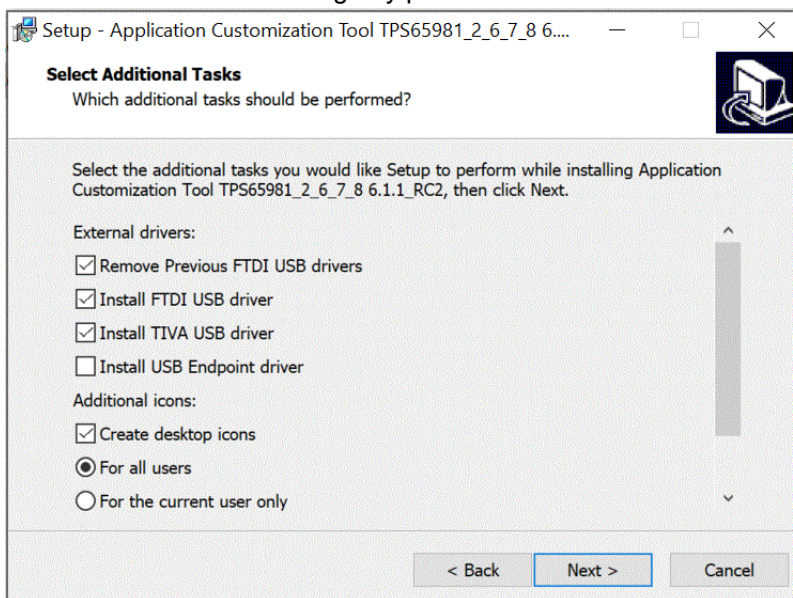 Setup - Application Customization Tool TPS65981_2_6_7_8 6....
Select Additional Tasks
Which additional tasks should be performed?
Select the additional tasks you would like Setup to perform while installing Application
Customization Tool TPS65981_2_6_7_8 6.1.1_RC2, then click Next.
External drivers:
Remove Previous FTDI USB drivers
Install FTDI USB driver
Install TIVA USB driver
Install USB Endpoint driver
Additional icons:
Create desktop icons
For all users
For the current user only
< Back Next > Cancel